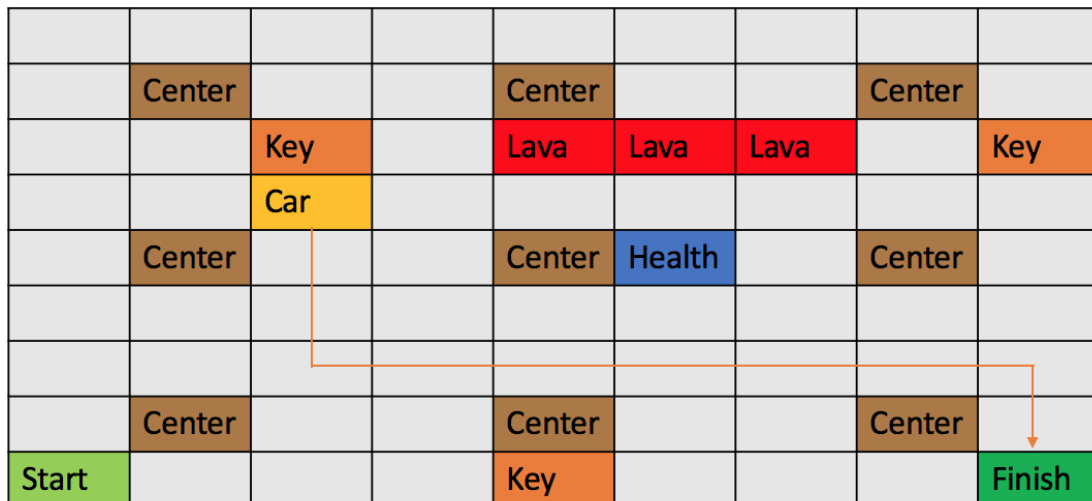 Center Center Center
Key Lava Lava Lava Key
Car
Center Center Health Center
Center Center Center
Start Key Finish